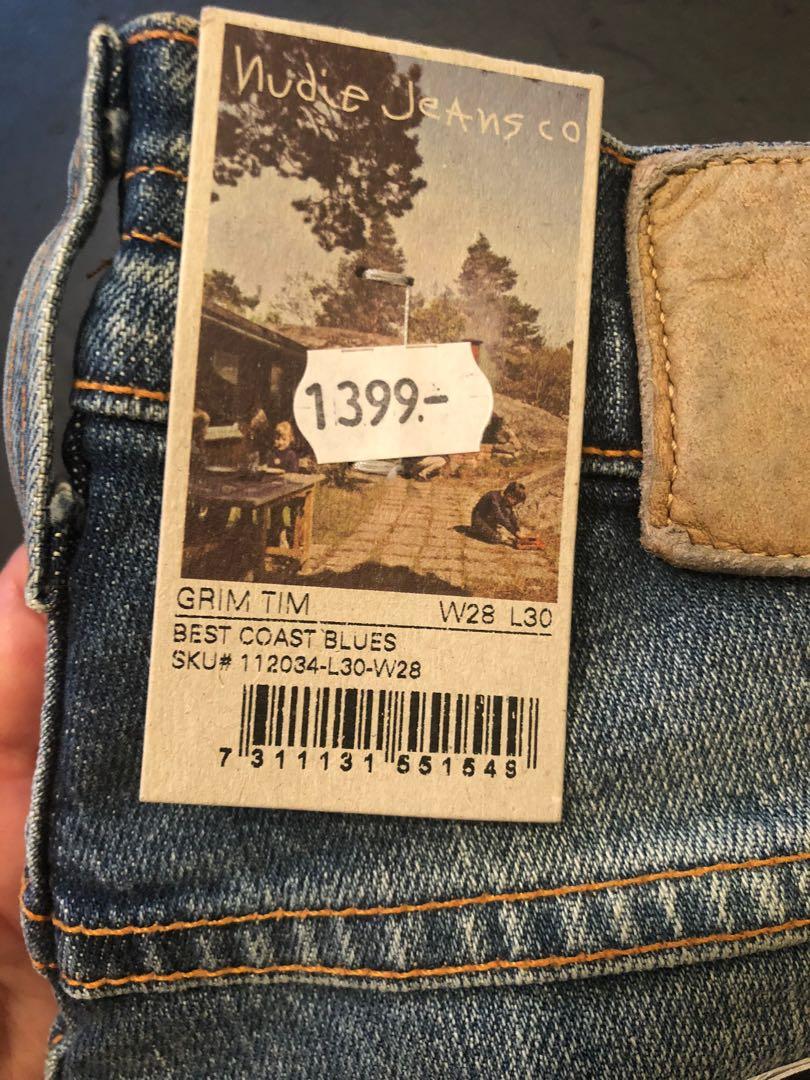 Nudie Jeans co
1399.-
GRIM TIM W28 L30
BEST COAST BLUES
SKU# 112034-L30-W28
7 311131 551549